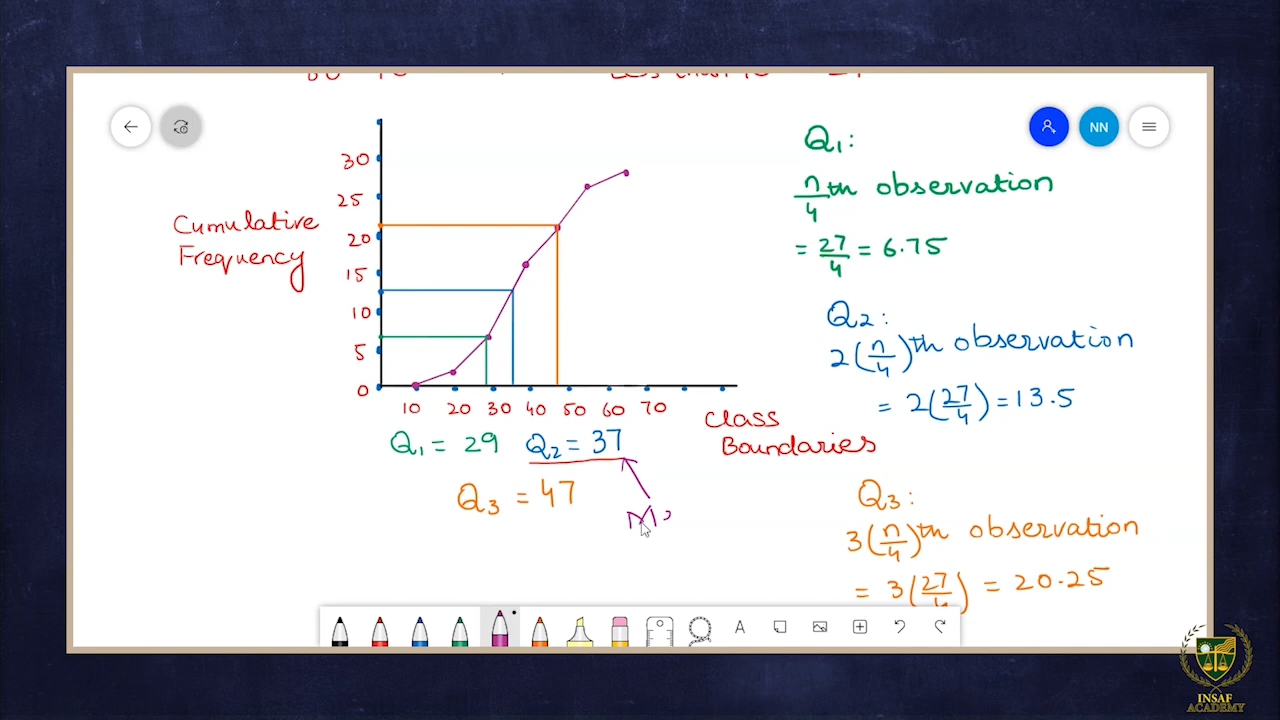 30
25
20
15
10
5
0
Cumulative
Frequency
10 20 30 40 50 60 70
Class
Boundaries
Q1 = 29 Q2 = 37
Q3 = 47
Q1:
n/4 th observation
= 27/4 = 6.75
Q2:
2(n/4)th observation
= 2(27/4) = 13.5
Q3:
3(n/4)th observation
= 3(27/4) = 20.25
NN
A
INSAF
ACADEMY